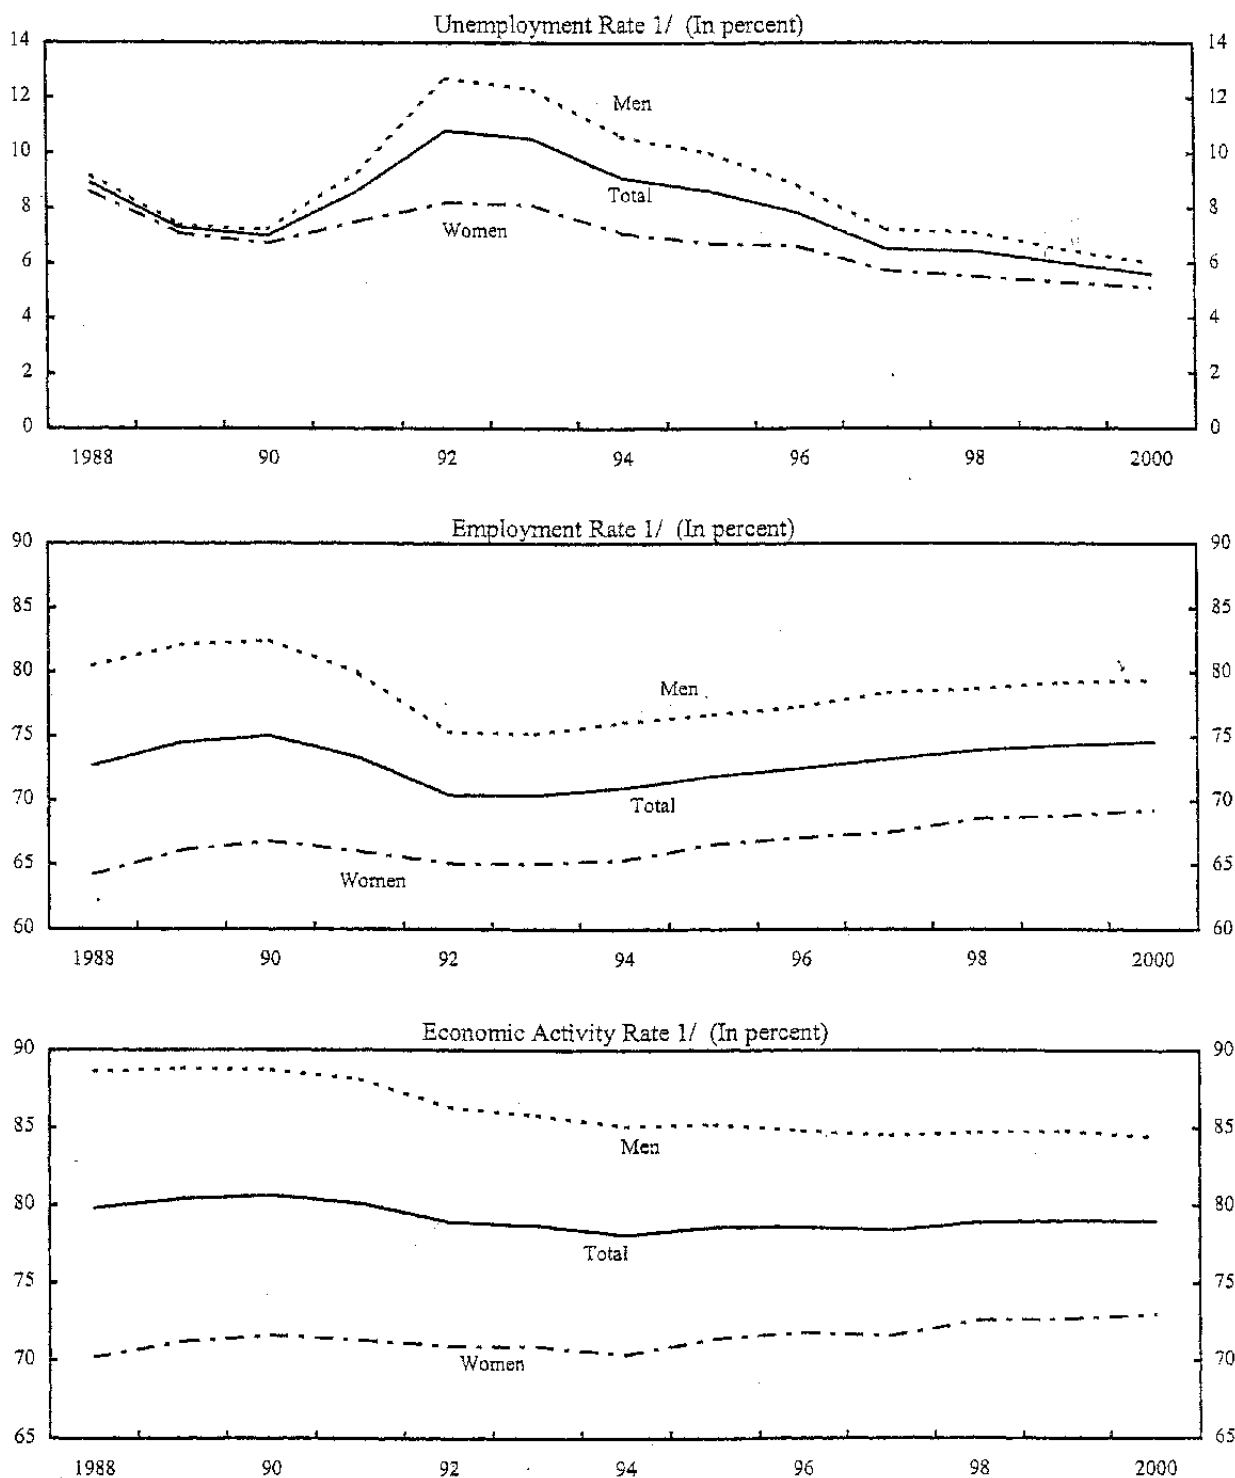 Unemployment Rate 1/ (In percent)
14 14
12 Men 12
10 10
Total
8 8
Women
6 6
4 4
2 2
0 0
1988 90 92 94 96 98 2000
Employment Rate 1/ (In percent)
90 90
85 85
80 80
Men
75 75
70 70
Total
65 65
Women
60 60
1988 90 92 94 96 98 2000
Economic Activity Rate 1/ (In percent)
90 90
85 85
Men
80 80
Total
75 75
70 70
Women
65 65
1988 90 92 94 96 98 2000